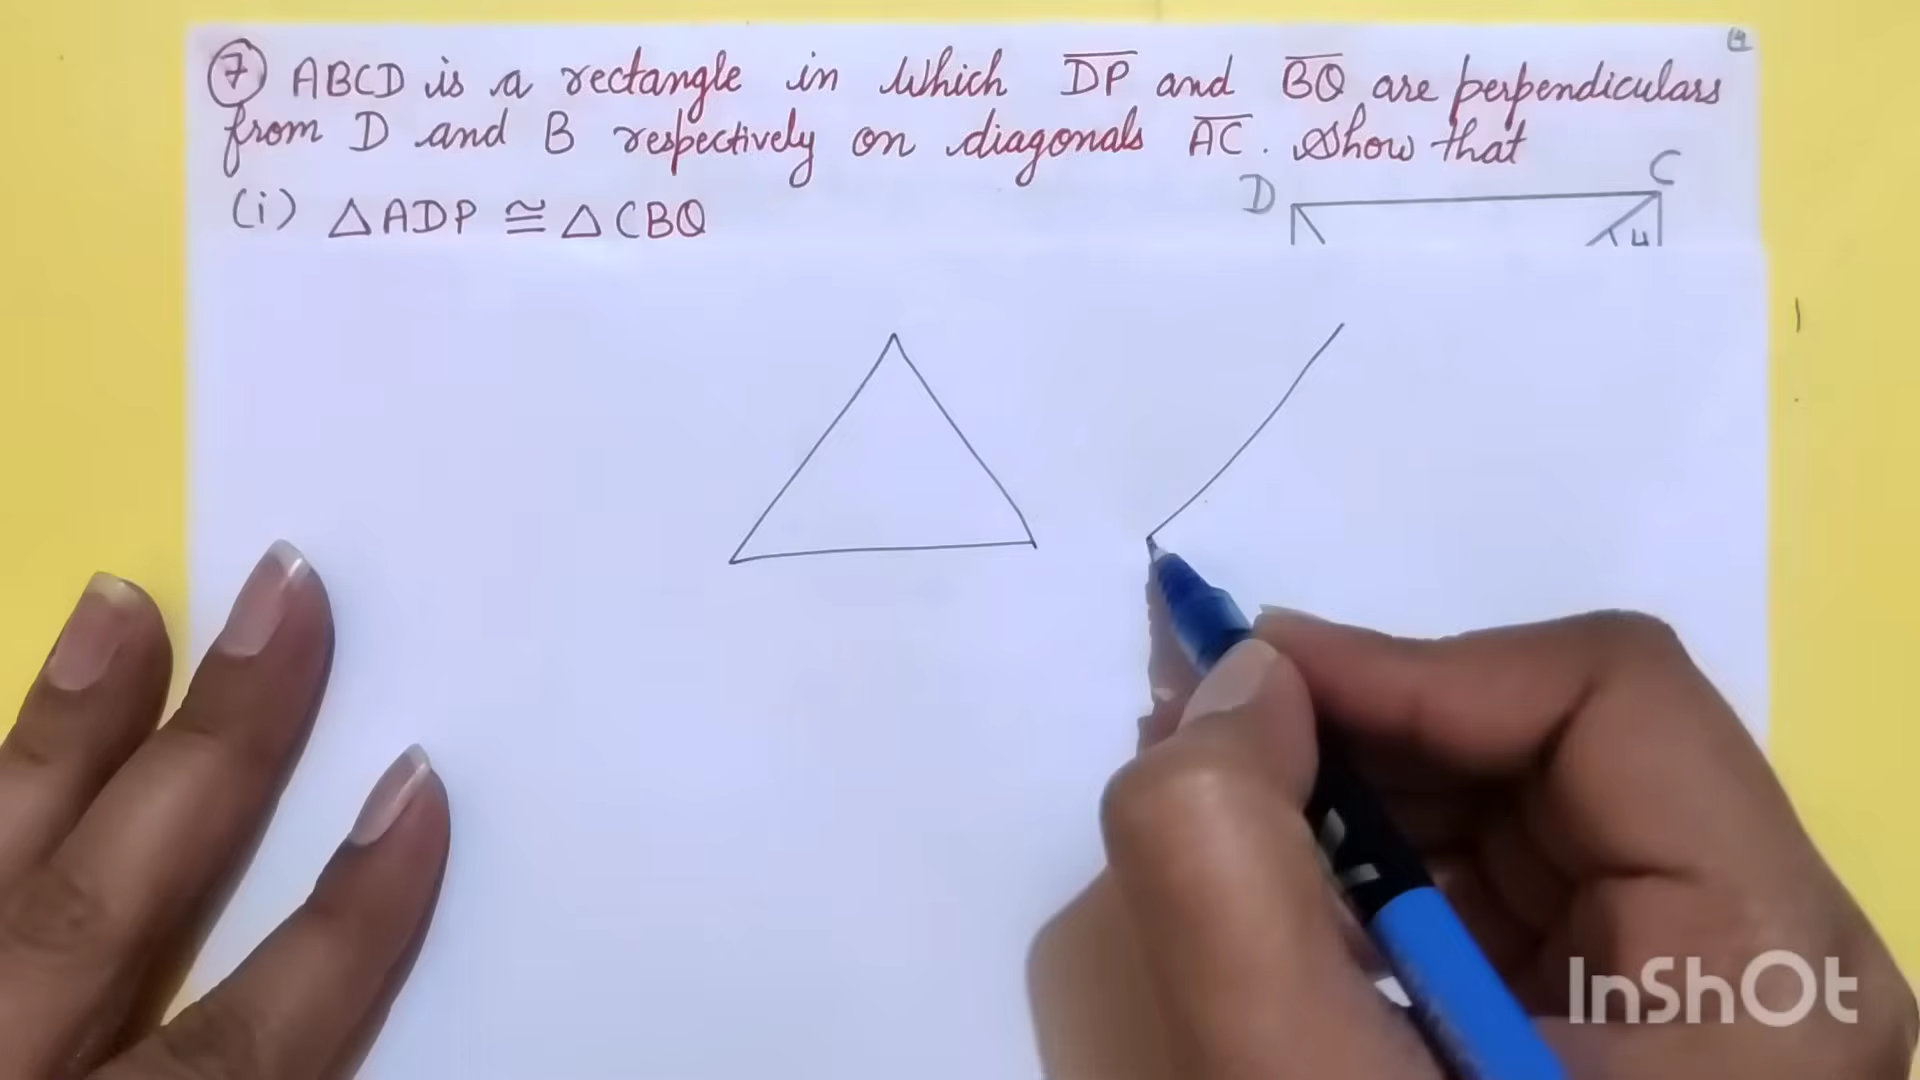 7 ABCD is a rectangle in which DP and BQ are perpendiculars
from D and B respectively on diagonals AC. Show that
(i) △ADP ≅ △CBQ
D C
4
InShOt